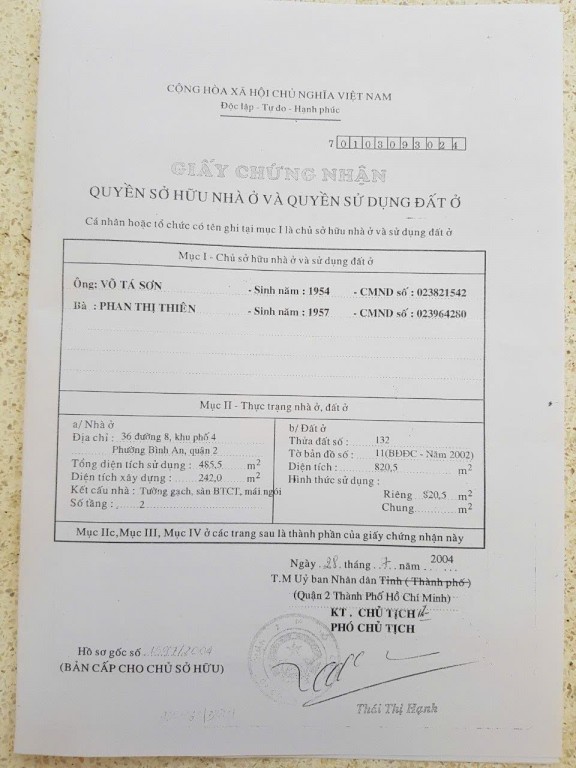 CỘNG HÒA XÃ HỘI CHỦ NGHĨA VIỆT NAM
Độc lập - Tự do - Hạnh phúc
7 0 1 0 3 0 9 3 0 2 4
GIẤY CHỨNG NHẬN
QUYỀN SỞ HỮU NHÀ Ở VÀ QUYỀN SỬ DỤNG ĐẤT Ở
Cá nhân hoặc tổ chức có tên ghi tại mục I là chủ sở hữu nhà ở và sử dụng đất ở
Mục I - Chủ sở hữu nhà ở và sử dụng đất ở
Ông: VÕ TÁ SƠN - Sinh năm : 1954 - CMND số : 023821542
Bà : PHAN THỊ THIÊN - Sinh năm : 1957 - CMND số : 023964280
Mục II - Thực trạng nhà ở, đất ở
a/ Nhà ở
Địa chỉ : 36 đường 8, khu phố 4
Phường Bình An, quận 2
Tổng diện tích sử dụng : 485,5 m2
Diện tích xây dựng : 242,0 m2
Kết cấu nhà : Tường gạch, sàn BTCT, mái ngói
Số tầng : 2
b/ Đất ở
Thửa đất số : 132
Tờ bản đồ số : 11(BĐĐC - Năm 2002)
Diện tích : 820,5 m2
Hình thức sử dụng :
Riêng 820,5 m2
Chung m2
Mục IIc,Mục III, Mục IV ở các trang sau là thành phần của giấy chứng nhận này
Ngày 28 tháng 7 năm 2004
T.M Uỷ ban Nhân dân Tỉnh ( Thành phố )
(Quận 2 Thành Phố Hồ Chí Minh)
KT . CHỦ TỊCH
PHÓ CHỦ TỊCH
Hồ sơ gốc số /2004
(BẢN CẤP CHO CHỦ SỞ HỮU)
Thái Thị Hạnh